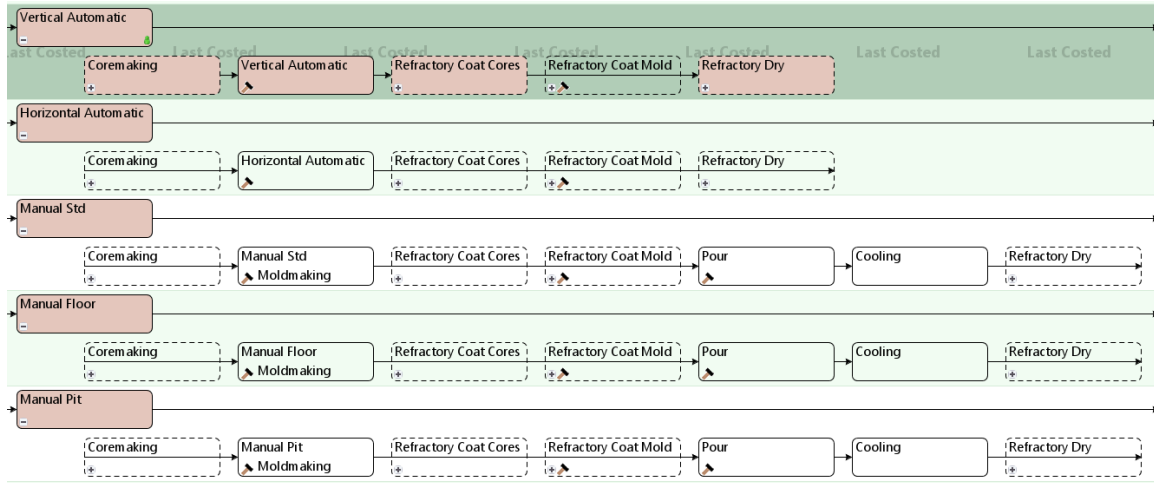 Vertical Automatic
Last Costed Last Costed Last Costed Last Costed Last Costed Last Costed Last Costed
Coremaking Vertical Automatic Refractory Coat Cores Refractory Coat Mold Refractory Dry
Horizontal Automatic
Coremaking Horizontal Automatic Refractory Coat Cores Refractory Coat Mold Refractory Dry
Manual Std
Coremaking Manual Std Refractory Coat Cores Refractory Coat Mold Pour Cooling Refractory Dry
Moldmaking
Manual Floor
Coremaking Manual Floor Refractory Coat Cores Refractory Coat Mold Pour Cooling Refractory Dry
Moldmaking
Manual Pit
Coremaking Manual Pit Refractory Coat Cores Refractory Coat Mold Pour Cooling Refractory Dry
Moldmaking